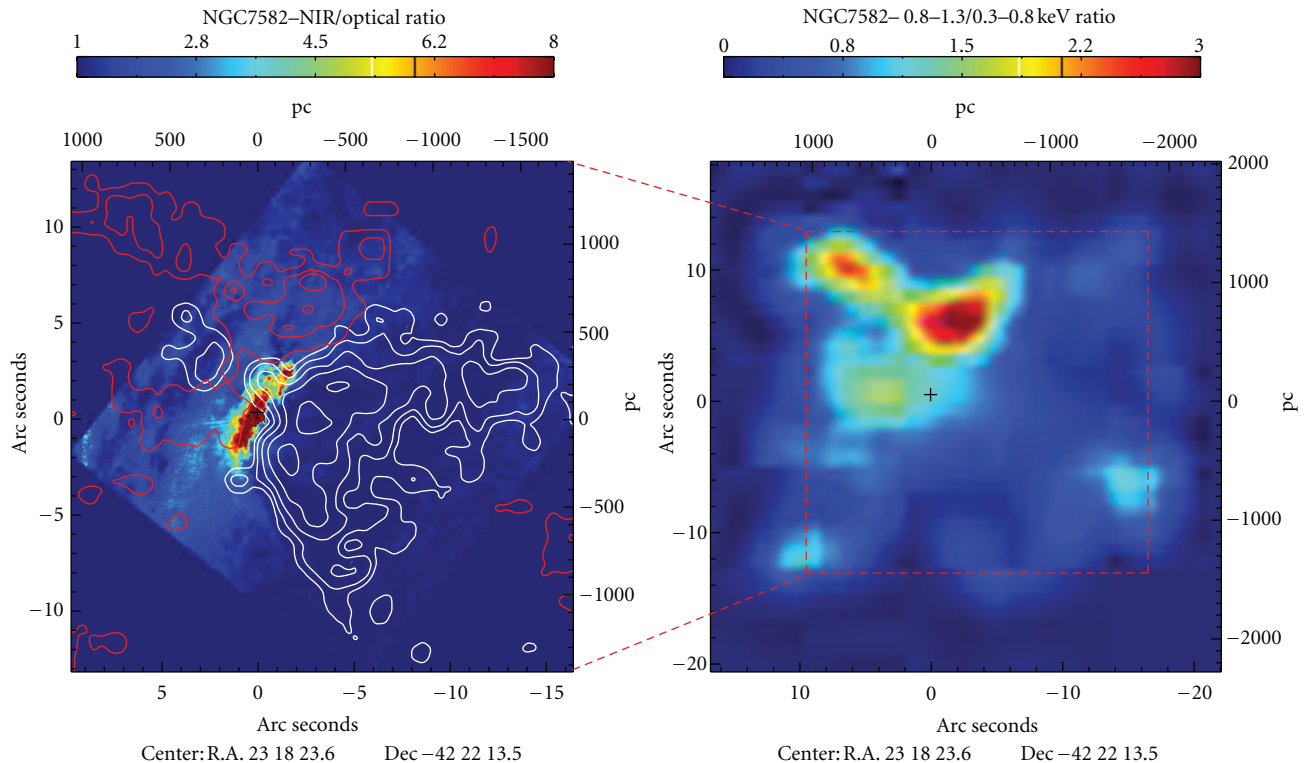 NGC7582–NIR/optical ratio
1 2.8 4.5 6.2 8
pc
1000 500 0 −500 −1000 −1500
10
5
0
−5
−10
Arc seconds
1000
500
0
−500
−1000
pc
5 0 −5 −10 −15
Arc seconds
Center: R.A. 23 18 23.6 Dec −42 22 13.5
NGC7582– 0.8–1.3/0.3–0.8 keV ratio
0 0.8 1.5 2.2 3
pc
1000 0 −1000 −2000
10
0
−10
−20
Arc seconds
2000
1000
0
−1000
−2000
pc
10 0 −10 −20
Arc seconds
Center: R.A. 23 18 23.6 Dec −42 22 13.5